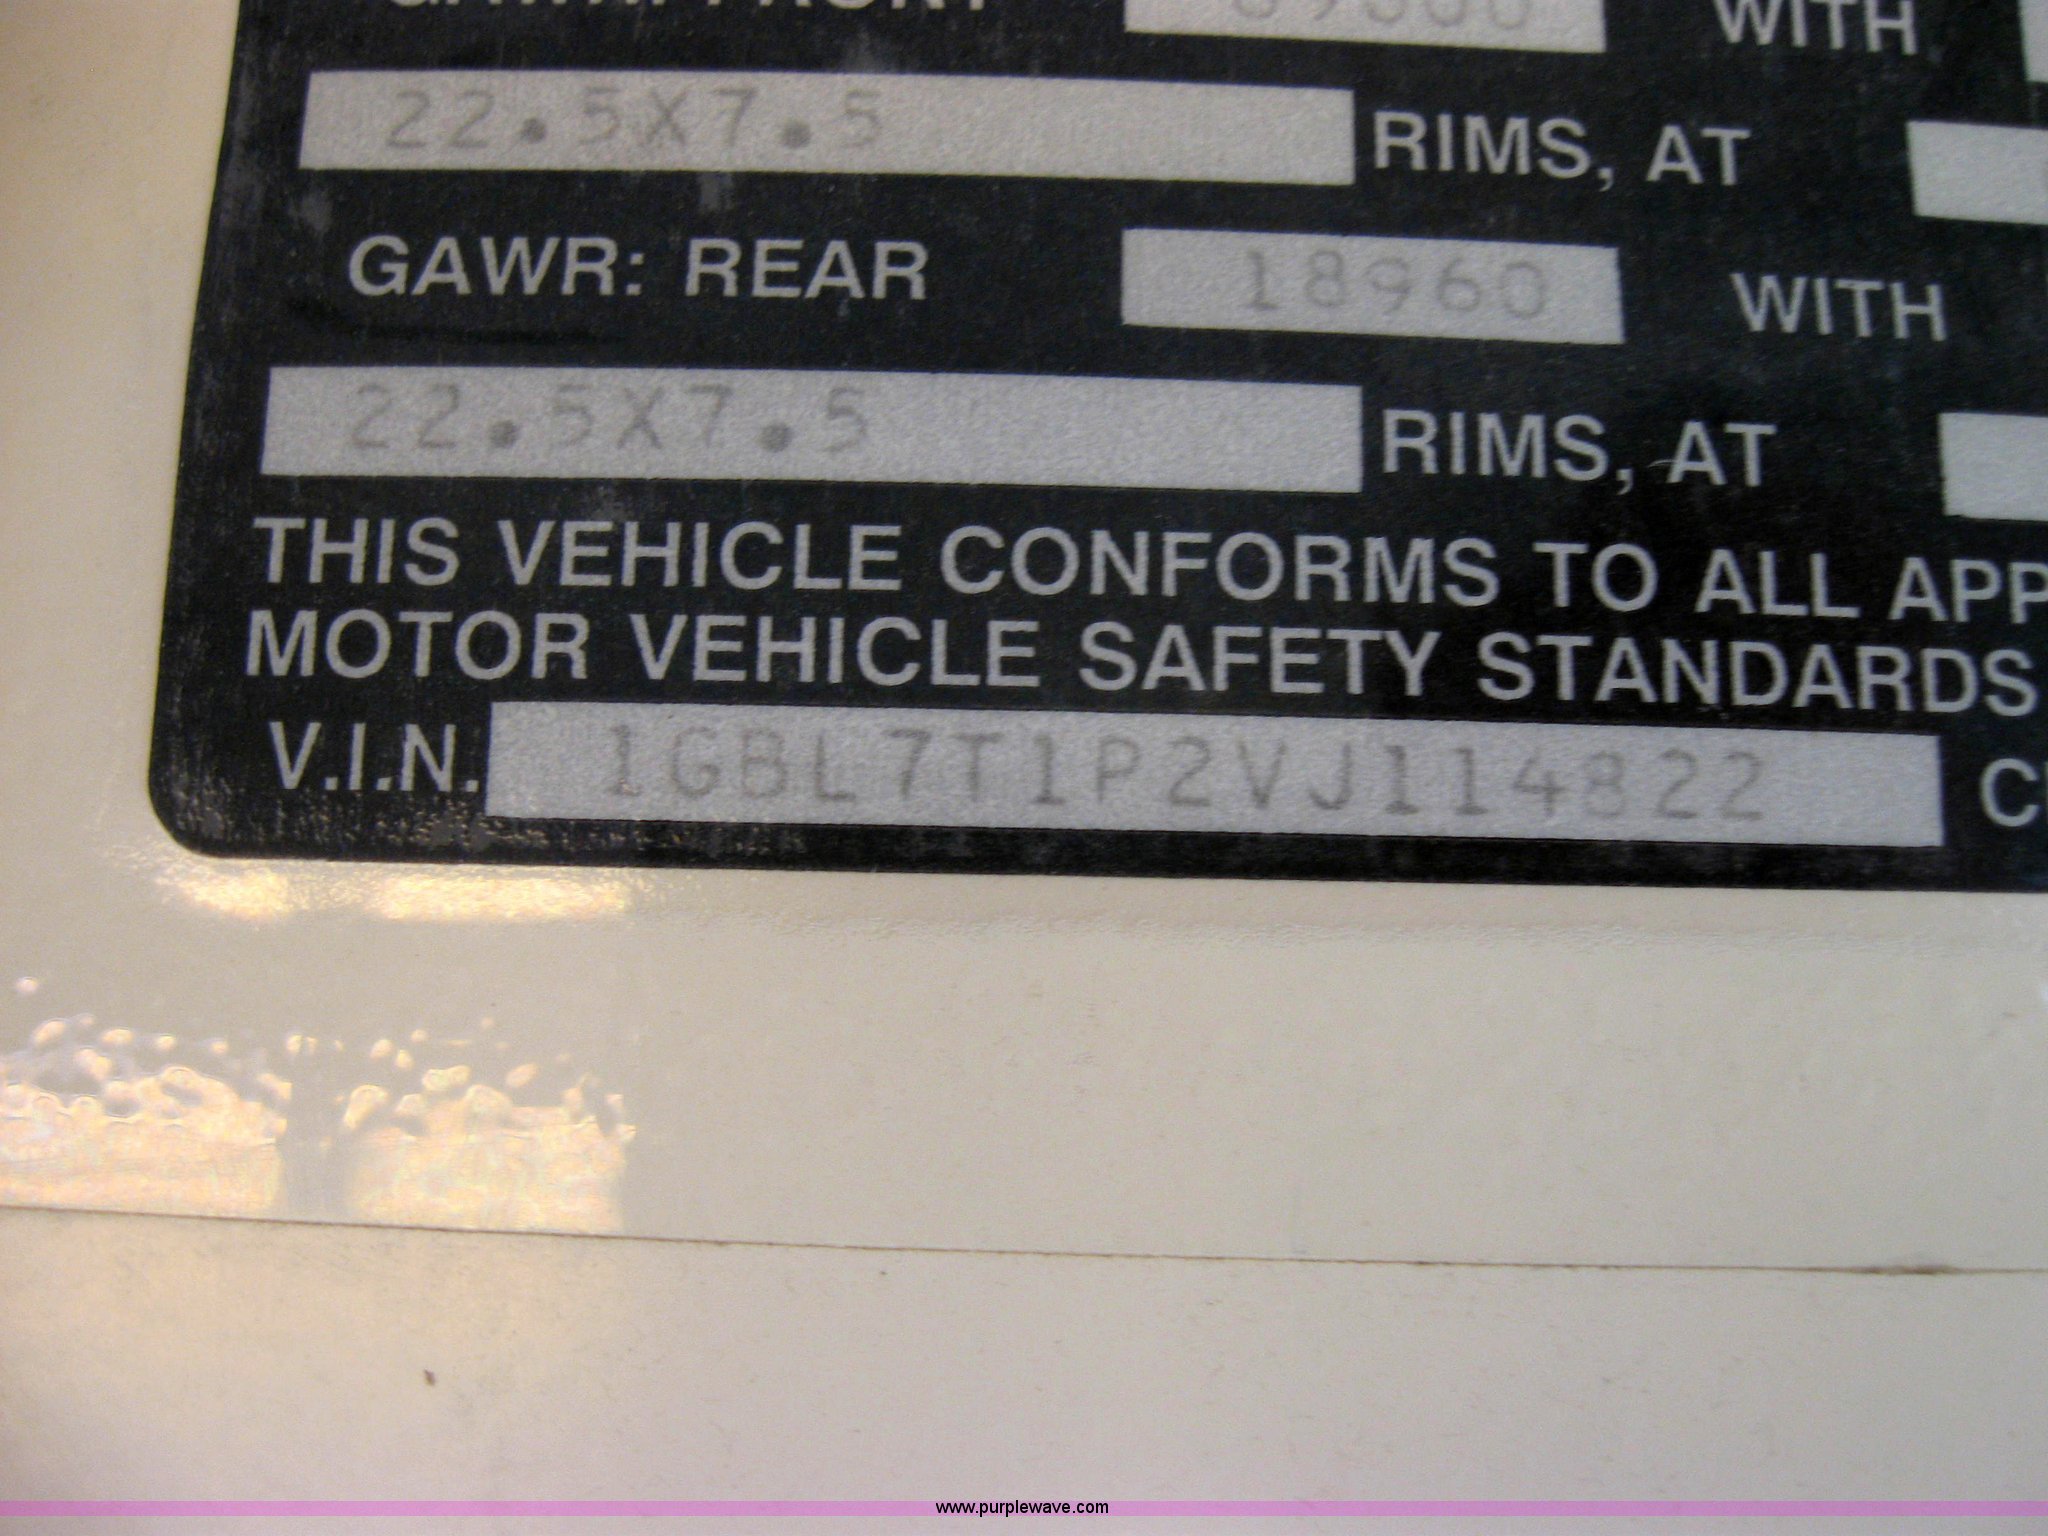 WITH
22.5X7.5 RIMS, AT
GAWR: REAR 18960 WITH
22.5X7.5 RIMS, AT
THIS VEHICLE CONFORMS TO ALL APP
MOTOR VEHICLE SAFETY STANDARDS
V.I.N. 1GBL7T1P2VJ114822
www.purplewave.com